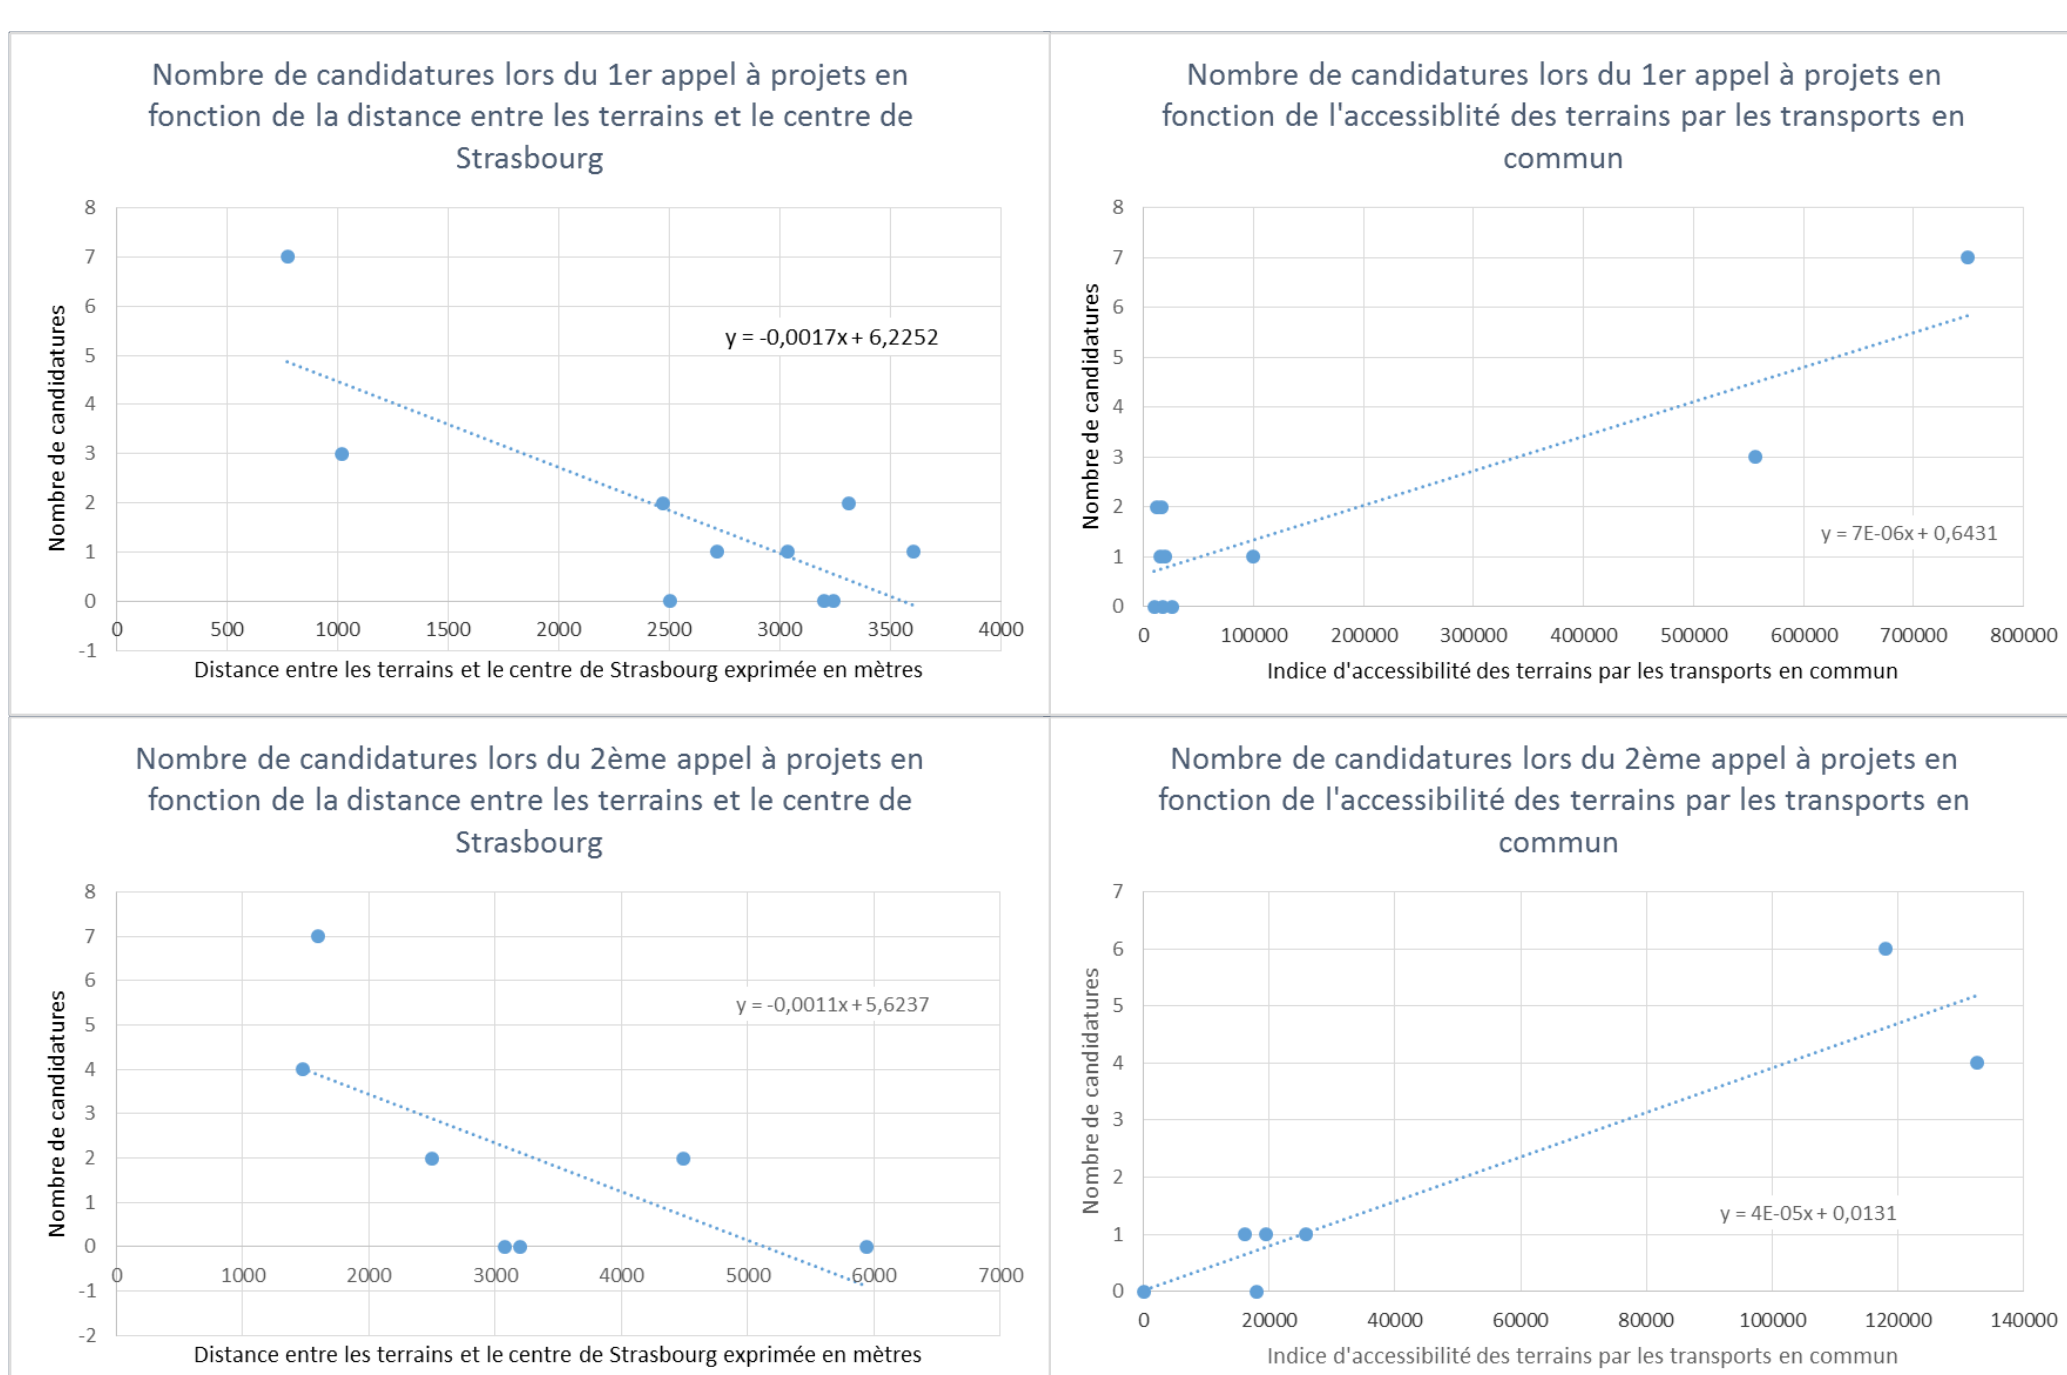 Nombre de candidatures lors du 1er appel à projets en
fonction de la distance entre les terrains et le centre de
Strasbourg
8
7
6
5
4
3
2
1
0
-1
Nombre de candidatures
y = -0,0017x + 6,2252
0 500 1000 1500 2000 2500 3000 3500 4000
Distance entre les terrains et le centre de Strasbourg exprimée en mètres
Nombre de candidatures lors du 1er appel à projets en
fonction de l'accessiblité des terrains par les transports en
commun
8
7
6
5
4
3
2
1
0
Nombre de candidatures
y = 7E-06x + 0,6431
0 100000 200000 300000 400000 500000 600000 700000 800000
Indice d'accessibilité des terrains par les transports en commun
Nombre de candidatures lors du 2ème appel à projets en
fonction de la distance entre les terrains et le centre de
Strasbourg
8
7
6
5
4
3
2
1
0
-1
-2
Nombre de candidatures
y = -0,0011x + 5,6237
0 1000 2000 3000 4000 5000 6000 7000
Distance entre les terrains et le centre de Strasbourg exprimée en mètres
Nombre de candidatures lors du 2ème appel à projets en
fonction de l'accessibilité des terrains par les transports en
commun
7
6
5
4
3
2
1
0
Nombre de candidatures
y = 4E-05x + 0,0131
0 20000 40000 60000 80000 100000 120000 140000
Indice d'accessibilité des terrains par les transports en commun